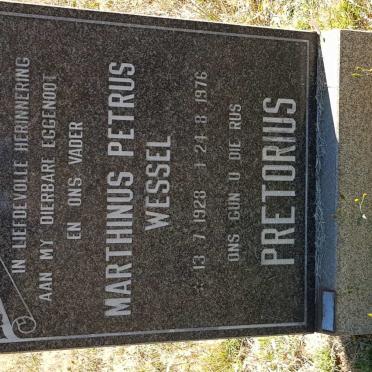 IN LIEFDEVOLLE HERINNERING
AAN MY DIERBARE EGGENOOT
EN ONS VADER
MARTHINUS PETRUS
WESSEL
☆ 13·7·1928 ✝ 24·8·1976
ONS GUN U DIE RUS
PRETORIUS